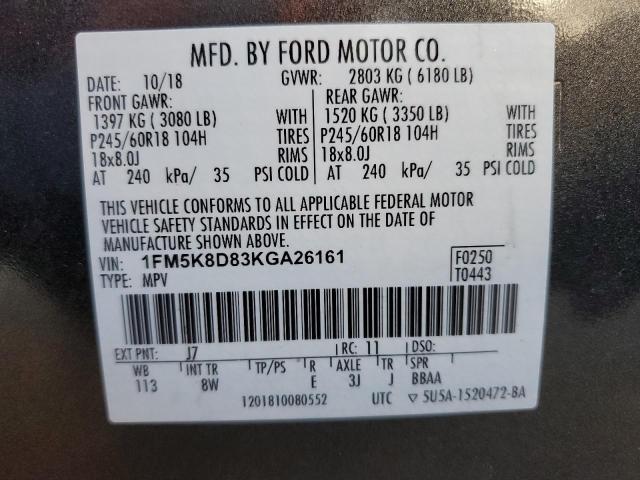 MFD. BY FORD MOTOR CO.
DATE: 10/18 GVWR: 2803 KG ( 6180 LB)
FRONT GAWR: REAR GAWR:
1397 KG ( 3080 LB) WITH 1520 KG ( 3350 LB) WITH
P245/60R18 104H TIRES P245/60R18 104H TIRES
18x8.0J RIMS 18x8.0J RIMS
AT 240 kPa/ 35 PSI COLD AT 240 kPa/ 35 PSI COLD
THIS VEHICLE CONFORMS TO ALL APPLICABLE FEDERAL MOTOR
VEHICLE SAFETY STANDARDS IN EFFECT ON THE DATE OF
MANUFACTURE SHOWN ABOVE.
VIN: 1FM5K8D83KGA26161 F0250
TYPE: MPV T0443
EXT PNT: J7 RC: 11 DSO:
WB INT TR TP/PS R AXLE TR SPR
113 8W E 3J J BBAA
1201810080552 UTC ▽ 5USA-1520472-BA